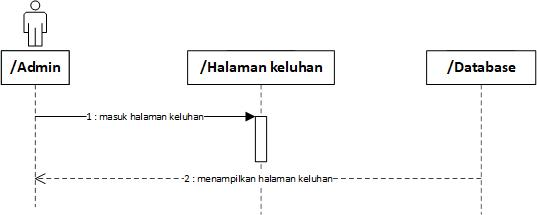 /Admin
/Halaman keluhan
/Database
1 : masuk halaman keluhan
2 : menampilkan halaman keluhan